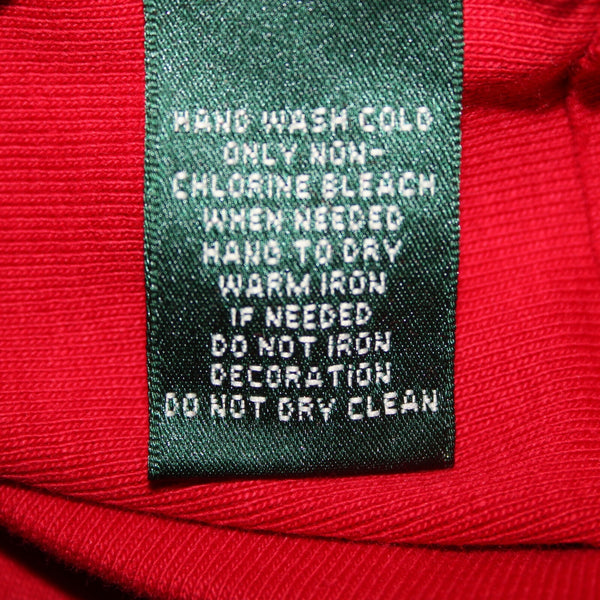 HAND WASH COLD
ONLY NON-
CHLORINE BLEACH
WHEN NEEDED
HANG TO DRY
WARM IRON
IF NEEDED
DO NOT IRON
DECORATION
DO NOT DRY CLEAN